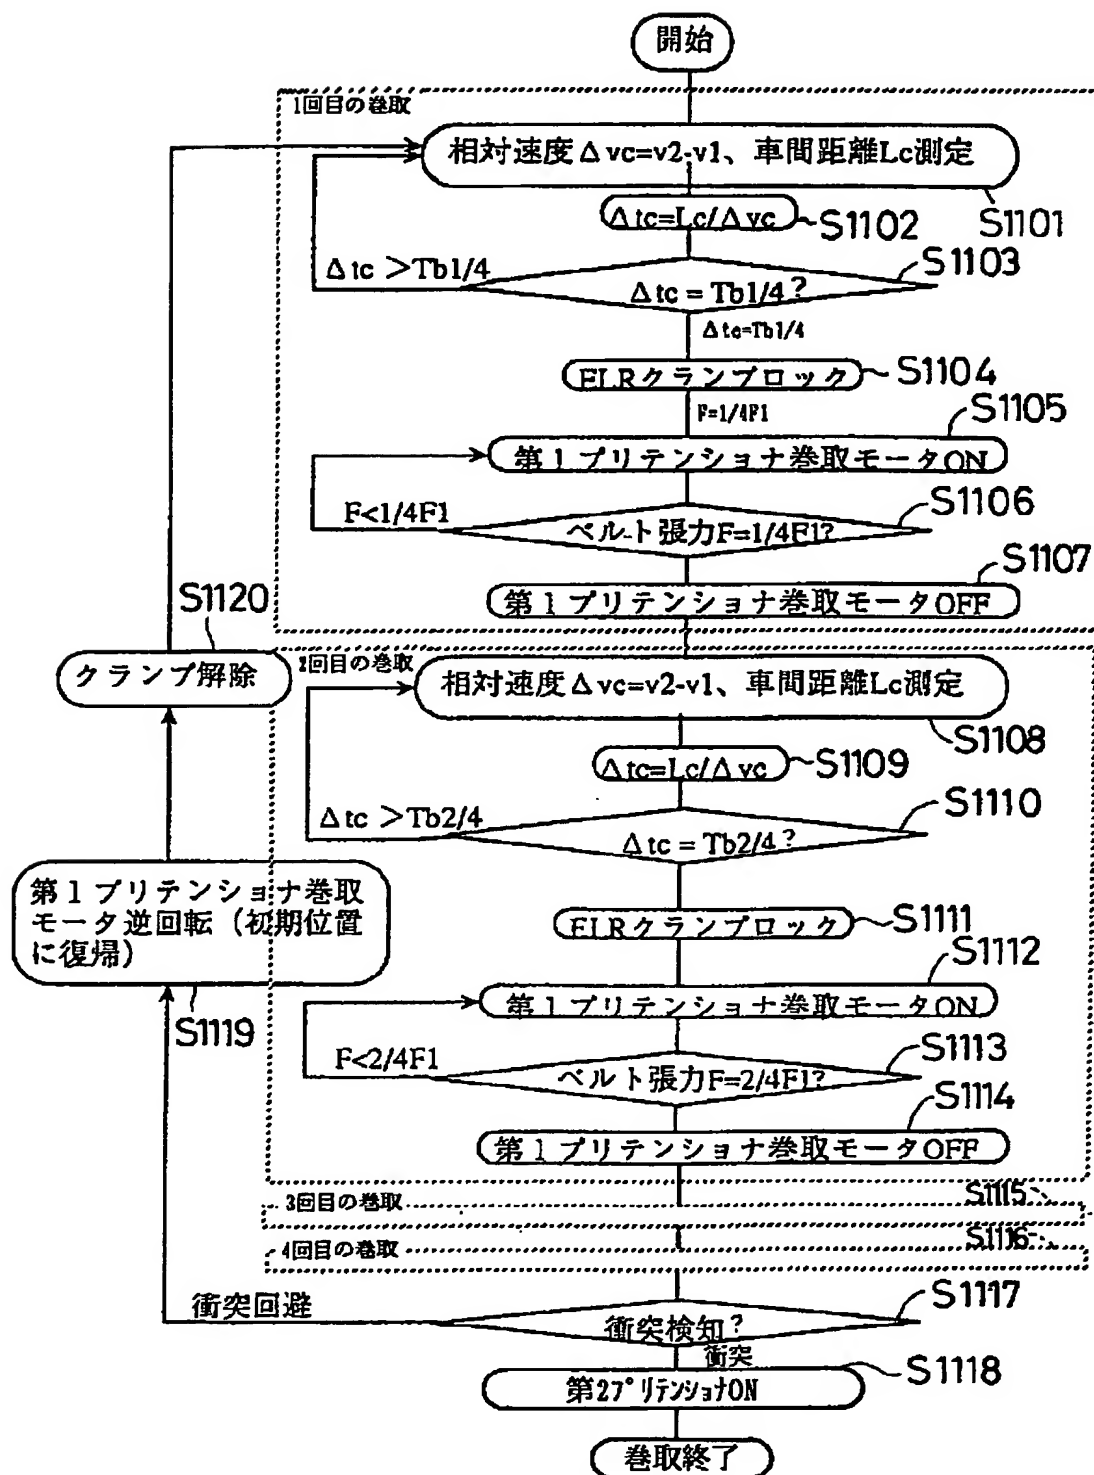 開始
1回目の巻取
相対速度Δvc=v2-v1、車間距離Lc測定
S1101
Δtc=Lc/Δvc
S1102
S1103
Δtc >Tb1/4
Δtc = Tb1/4?
Δtc=Tb1/4
ELRクランプロック
S1104
F=1/4F1
S1105
第1プリテンショナ巻取モータON
S1106
F<1/4F1
ベルト張力F=1/4F1?
S1107
第1プリテンショナ巻取モータOFF
S1120
クランプ解除
2回目の巻取
相対速度Δvc=v2-v1、車間距離Lc測定
S1108
Δtc=Lc/Δvc
S1109
S1110
Δtc >Tb2/4
Δtc = Tb2/4?
第1プリテンショナ巻取
モータ逆回転（初期位置
に復帰）
S1119
ELRクランプロック
S1111
S1112
第1プリテンショナ巻取モータON
S1113
F<2/4F1
ベルト張力F=2/4F1?
S1114
第1プリテンショナ巻取モータOFF
S1115
3回目の巻取
S1116
4回目の巻取
S1117
衝突回避
衝突検知?
衝突
S1118
第2プリテンショナON
巻取終了